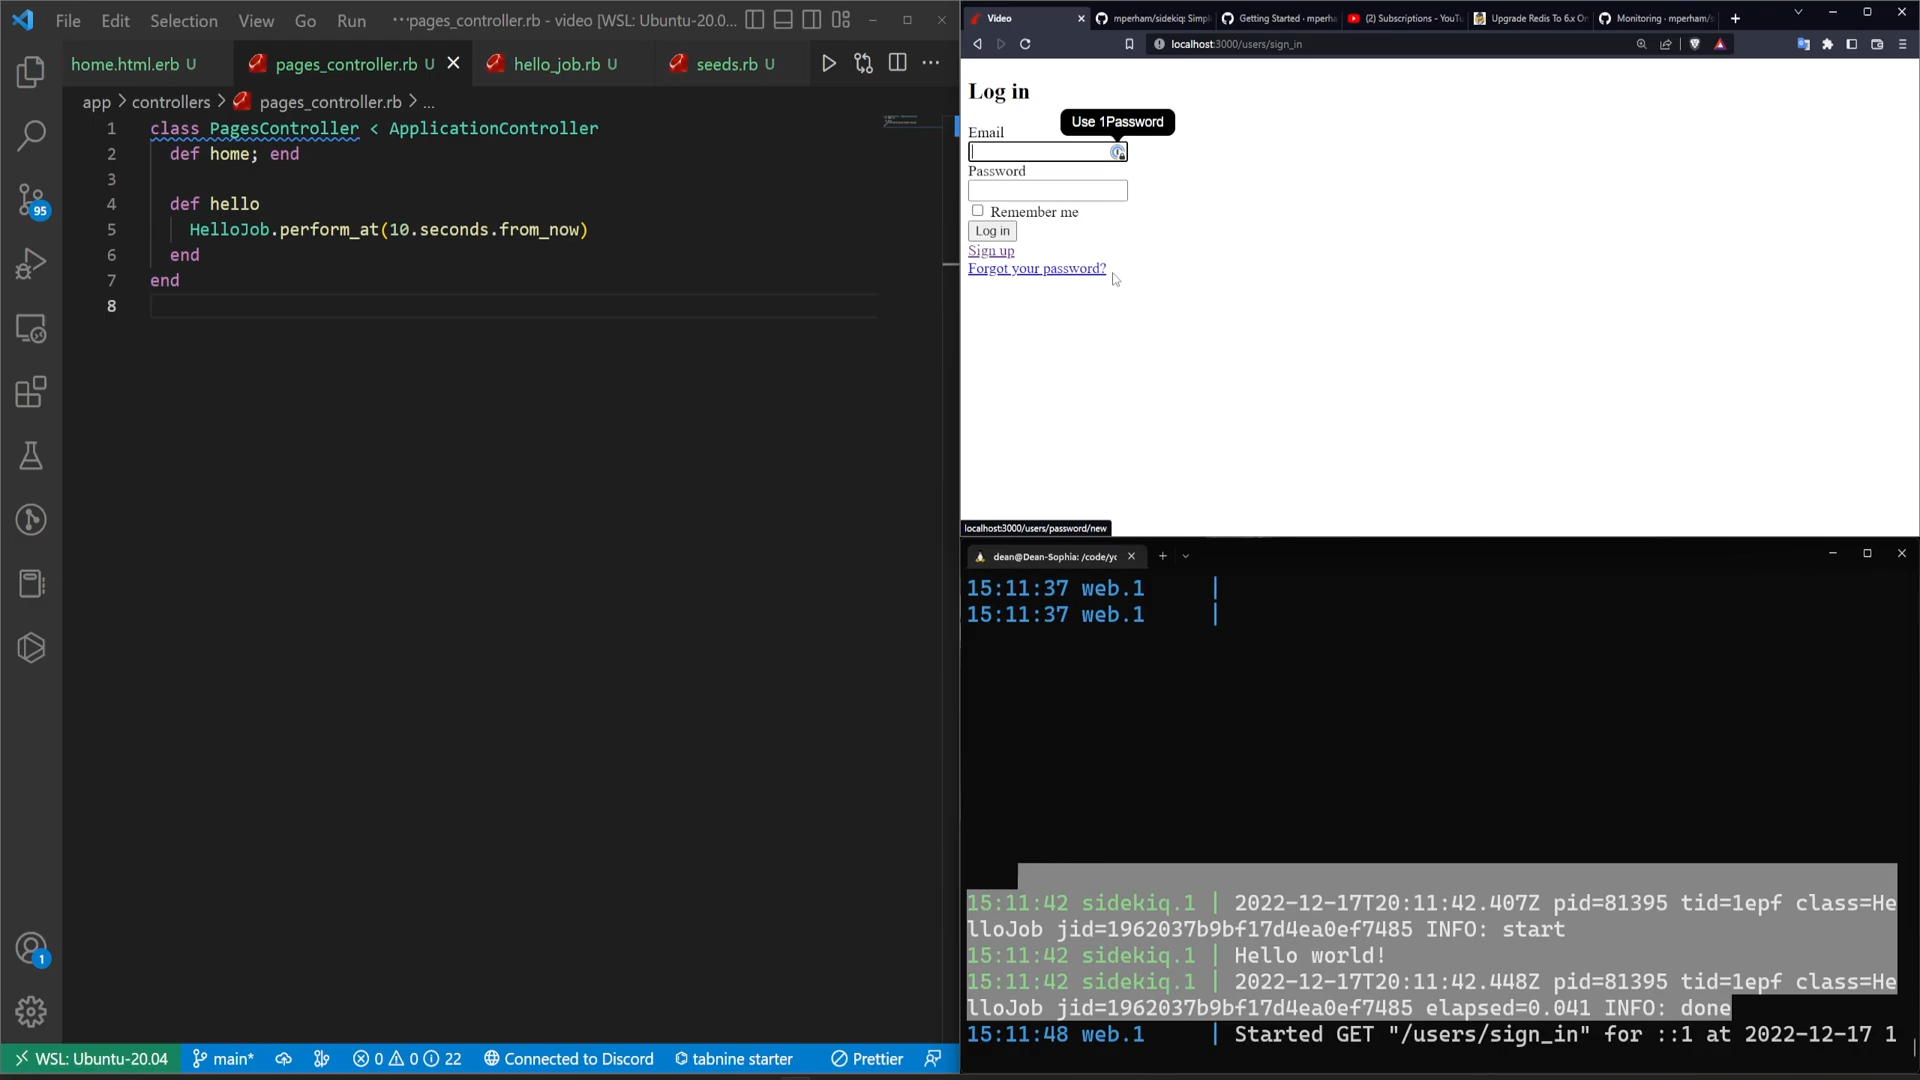 File Edit Selection View Go Run ··· pages_controller.rb - video [WSL: Ubuntu-20.0...
home.html.erb U pages_controller.rb U hello_job.rb U seeds.rb U
app > controllers > pages_controller.rb > ...
1 class PagesController < ApplicationController
2 def home; end
3
4 def hello
5 HelloJob.perform_at(10.seconds.from_now)
6 end
7 end
8
95
1
WSL: Ubuntu-20.04 main* 0 0 22 Connected to Discord tabnine starter Prettier
Video mperham/sidekiq: Simpl Getting Started · mperha (2) Subscriptions - YouTu Upgrade Redis To 6.x On Monitoring · mperham/s
localhost:3000/users/sign_in
Log in
Use 1Password
Email
Password
Remember me
Log in
Sign up
Forgot your password?
localhost:3000/users/password/new
dean@Dean-Sophia: /code/yo
15:11:37 web.1 |
15:11:37 web.1 |
15:11:42 sidekiq.1 | 2022-12-17T20:11:42.407Z pid=81395 tid=1epf class=He
lloJob jid=1962037b9bf17d4ea0ef7485 INFO: start
15:11:42 sidekiq.1 | Hello world!
15:11:42 sidekiq.1 | 2022-12-17T20:11:42.448Z pid=81395 tid=1epf class=He
lloJob jid=1962037b9bf17d4ea0ef7485 elapsed=0.041 INFO: done
15:11:48 web.1 | Started GET "/users/sign_in" for ::1 at 2022-12-17 1